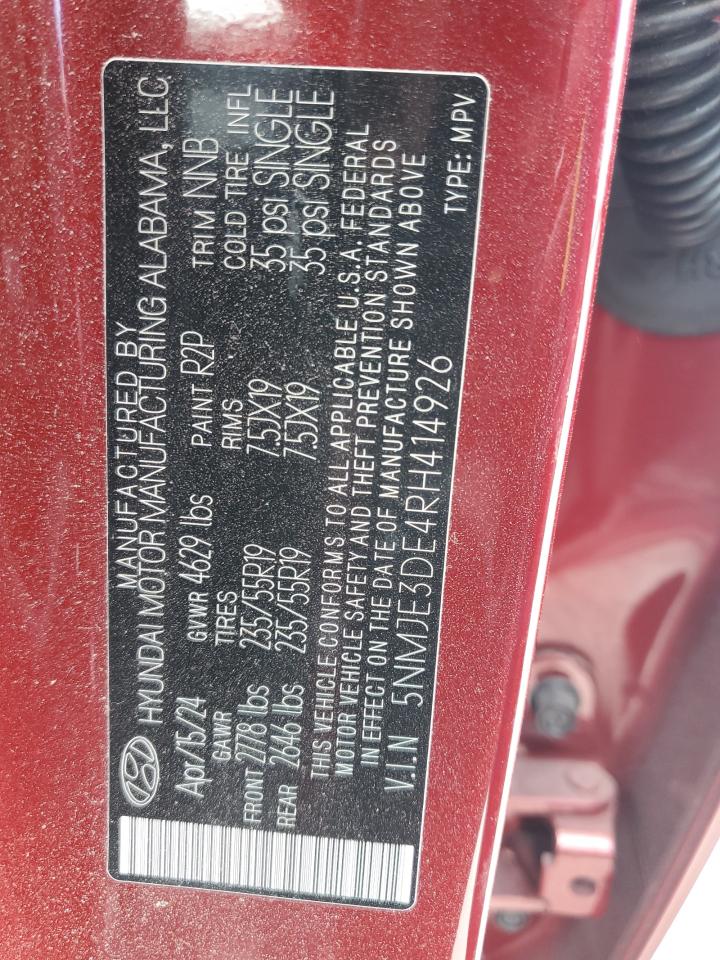 MANUFACTURED BY
HYUNDAI MOTOR MANUFACTURING ALABAMA, LLC.
Apr/15/24 GVWR 4629 lbs PAINT R2P TRIM NNB
GAWR TIRES RIMS COLD TIRE INFL
FRONT 2778 lbs 235/55R19 7.5JX19 35 psi SINGLE
REAR 2646 lbs 235/55R19 7.5JX19 35 psi SINGLE
THIS VEHICLE CONFORMS TO ALL APPLICABLE U.S.A. FEDERAL
MOTOR VEHICLE SAFETY AND THEFT PREVENTION STANDARDS
IN EFFECT ON THE DATE OF MANUFACTURE SHOWN ABOVE
V.I.N 5NMJE3DE4RH414926 TYPE: MPV